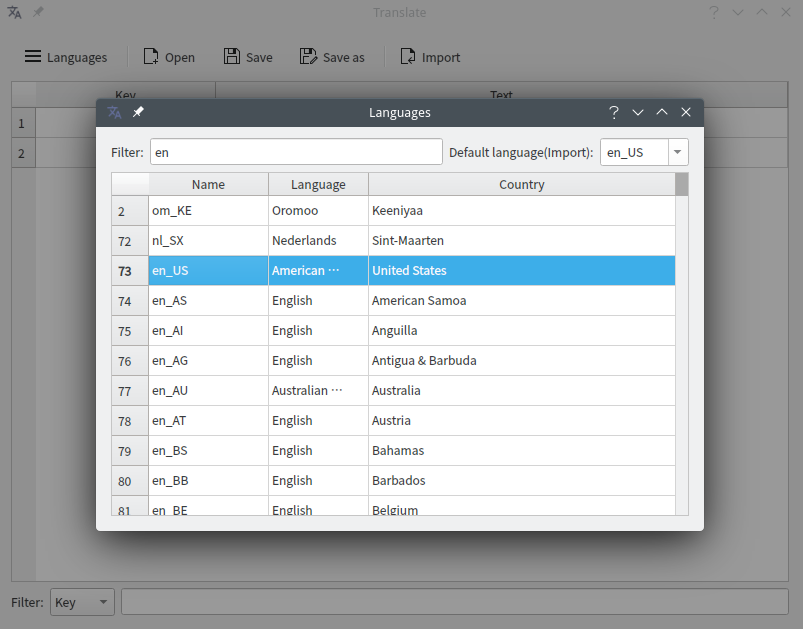 Translate
Languages Open Save Save as Import
Key Text
1
2
Languages
Filter: en Default language(Import): en_US
Name Language Country
2 om_KE Oromoo Keeniyaa
72 nl_SX Nederlands Sint-Maarten
73 en_US American ··· United States
74 en_AS English American Samoa
75 en_AI English Anguilla
76 en_AG English Antigua & Barbuda
77 en_AU Australian ··· Australia
78 en_AT English Austria
79 en_BS English Bahamas
80 en_BB English Barbados
81 en_BE English Belgium
Filter: Key